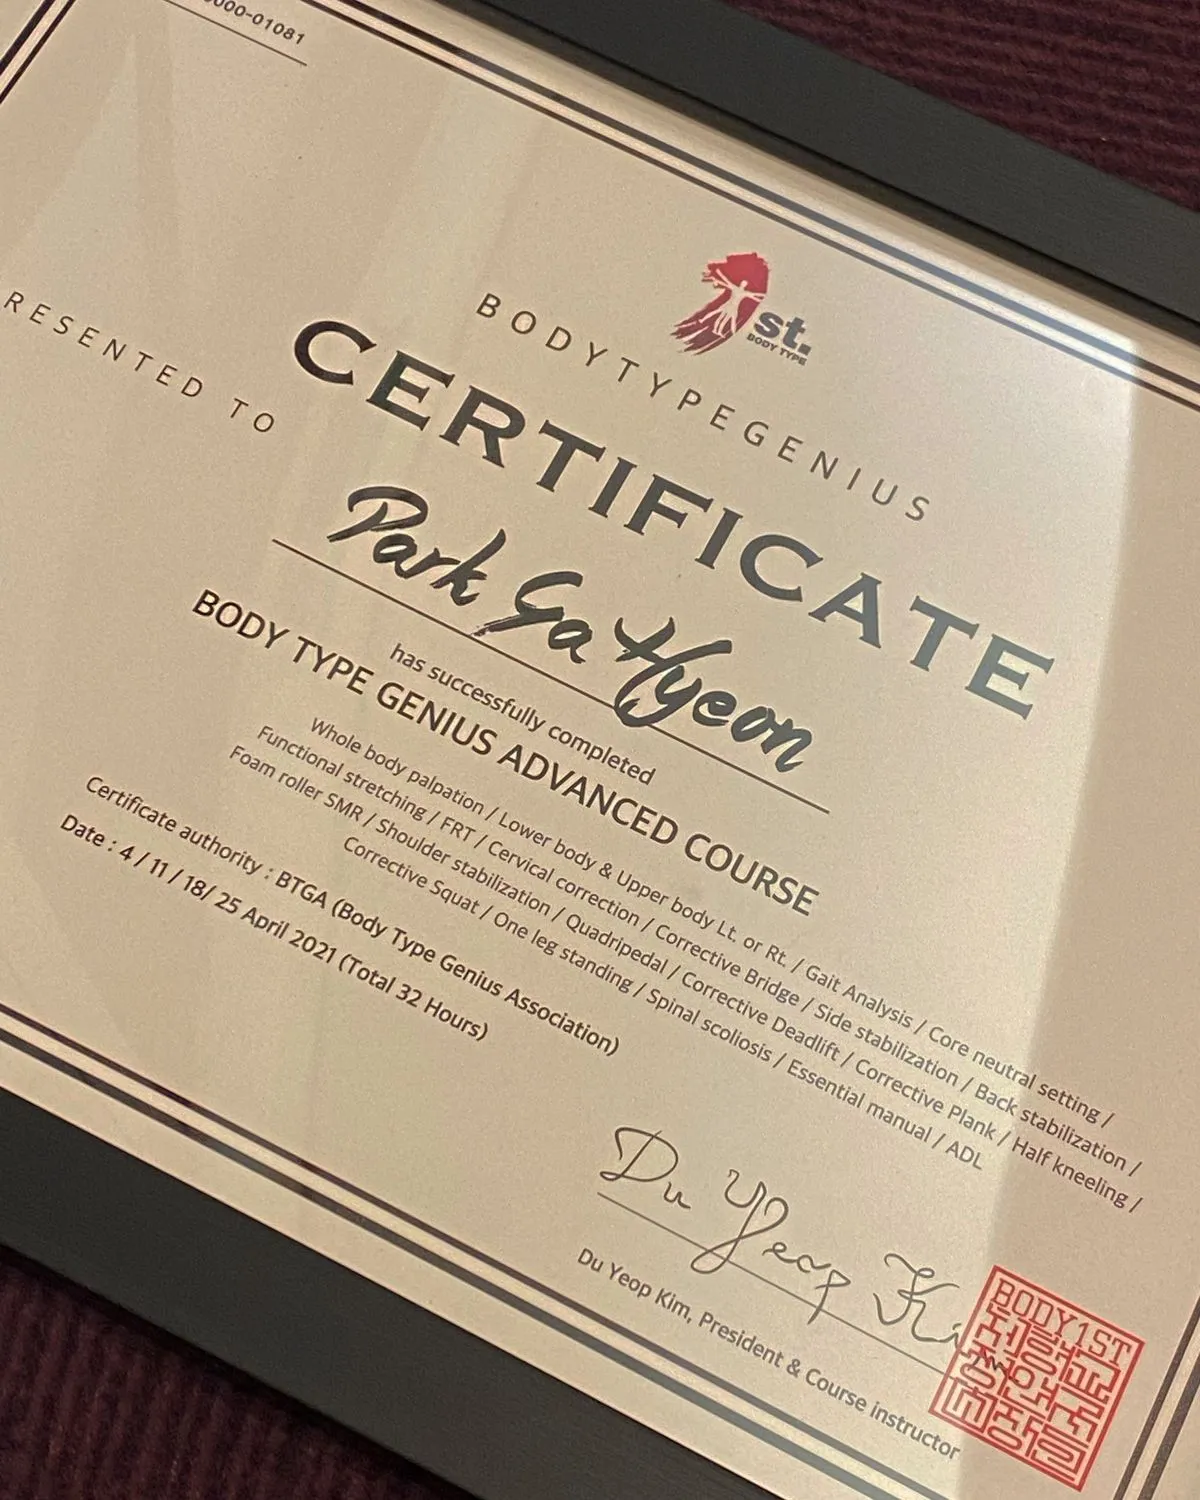 0000-01081
st.
BODY TYPE
BODYTYPEGENIUS
CERTIFICATE
RESENTED TO
Park Ga Hyeon
has successfully completed
BODY TYPE GENIUS ADVANCED COURSE
Whole body palpation / Lower body & Upper body Lt. or Rt. / Gait Analysis / Core neutral setting /
Functional stretching / FRT / Cervical correction / Corrective Bridge / Side stabilization / Back stabilization /
Foam roller SMR / Shoulder stabilization / Quadripedal / Corrective Deadlift / Corrective Plank / Half kneeling /
Corrective Squat / One leg standing / Spinal scoliosis / Essential manual / ADL
Certificate authority : BTGA (Body Type Genius Association)
Date : 4 / 11 / 18/ 25 April 2021 (Total 32 Hours)
Du Yeop Kim
Du Yeop Kim, President & Course instructor
BODY1ST